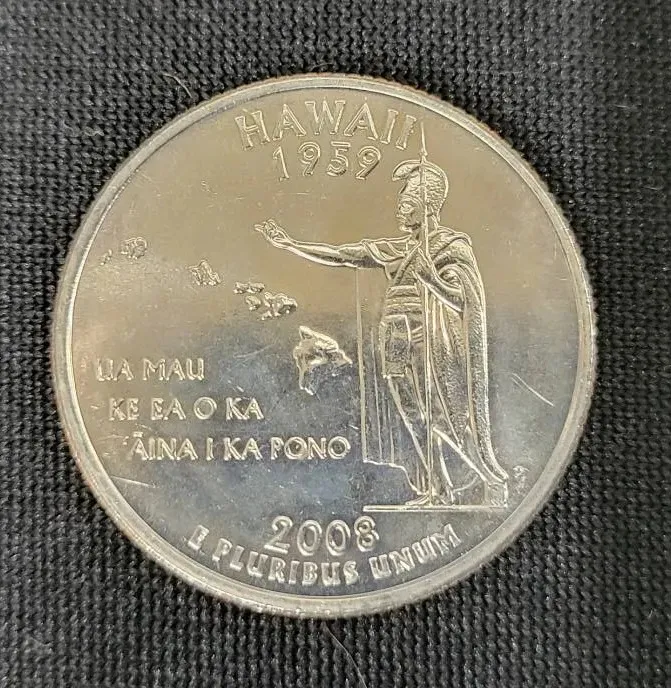 HAWAII
1959
UA MAU
KE EA O KA
ʻĀINA I KA PONO
2008
E PLURIBUS UNUM